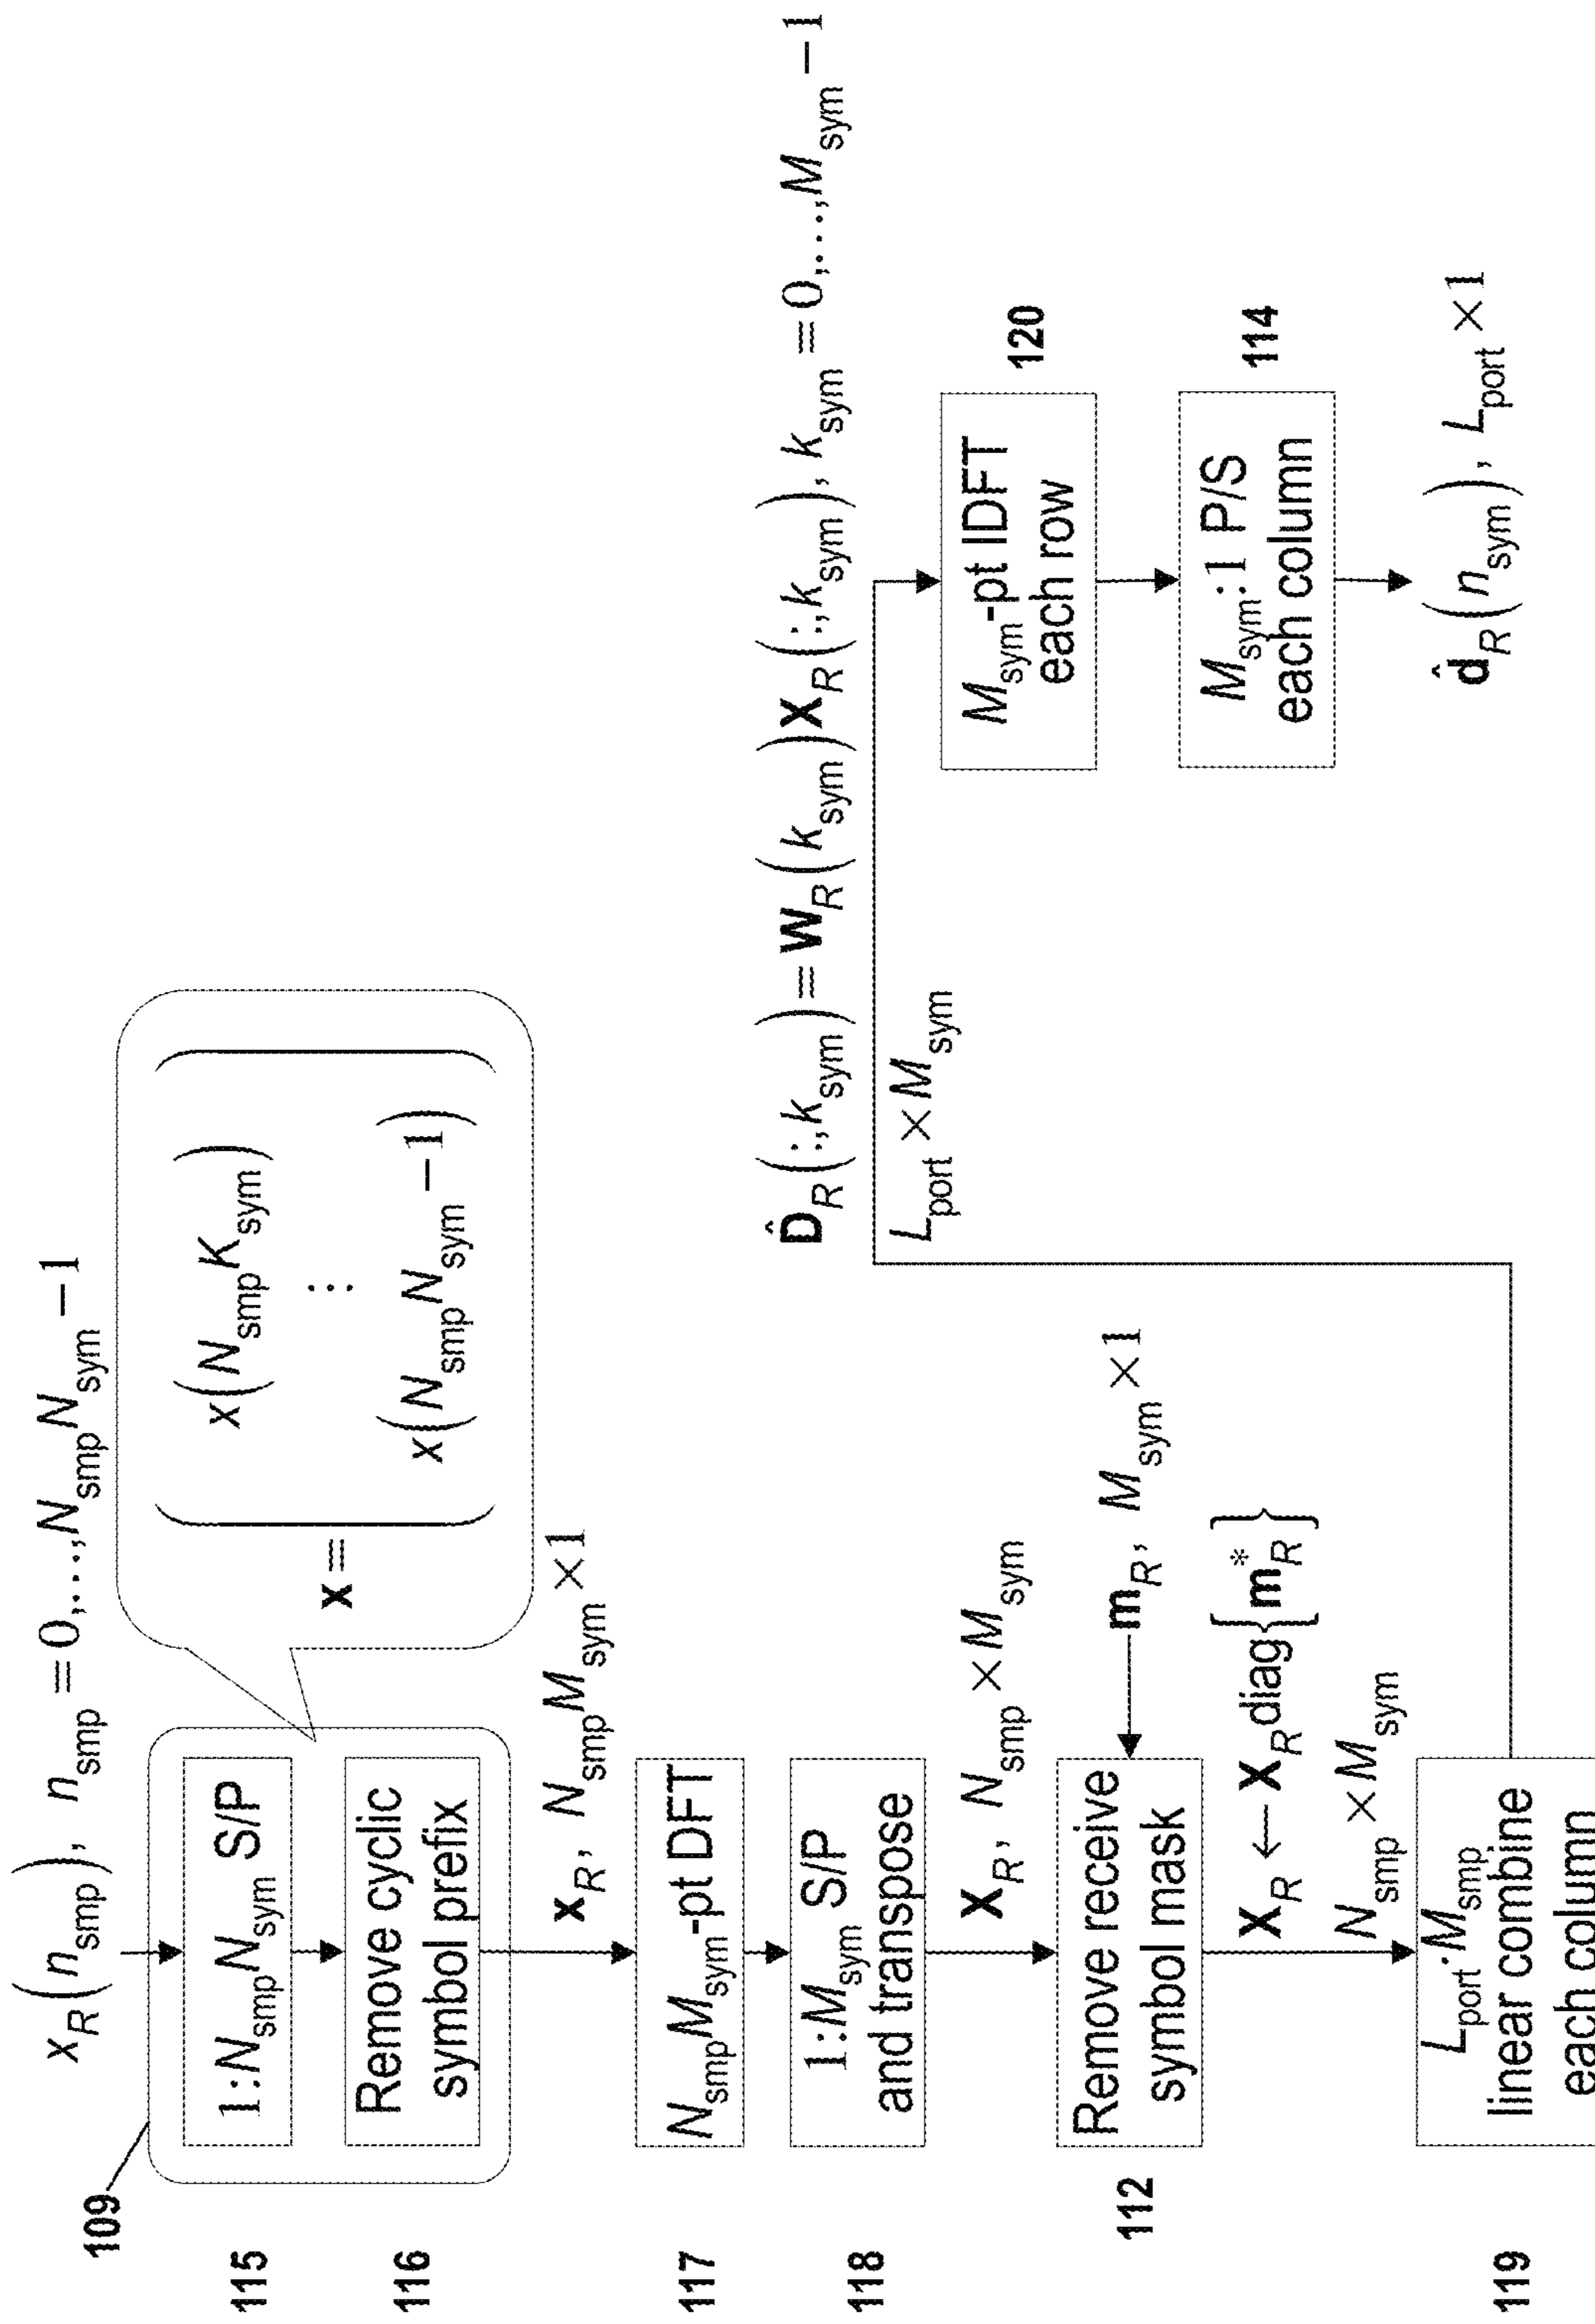 x_R(n_smp), n_smp = 0,…,N_smp N_sym − 1
109
115
1:N_smp N_sym S/P
116
Remove cyclic
symbol prefix
x =
x(N_smp K_sym)
⋮
x(N_smp N_sym − 1)
x_R, N_smp M_sym × 1
117
N_smp M_sym-pt DFT
118
1:M_sym S/P
and transpose
X_R, N_smp × M_sym
112
Remove receive
symbol mask
m_R, M_sym × 1
X_R ← X_R diag{m_R^*}
N_smp × M_sym
119
L_port:M_smp
linear combine
each column
D̂_R(:,k_sym) = W_R(k_sym)X_R(:,k_sym), k_sym = 0,…,M_sym − 1
L_port × M_sym
120
M_sym-pt IDFT
each row
114
M_sym:1 P/S
each column
d̂_R(n_sym), L_port × 1